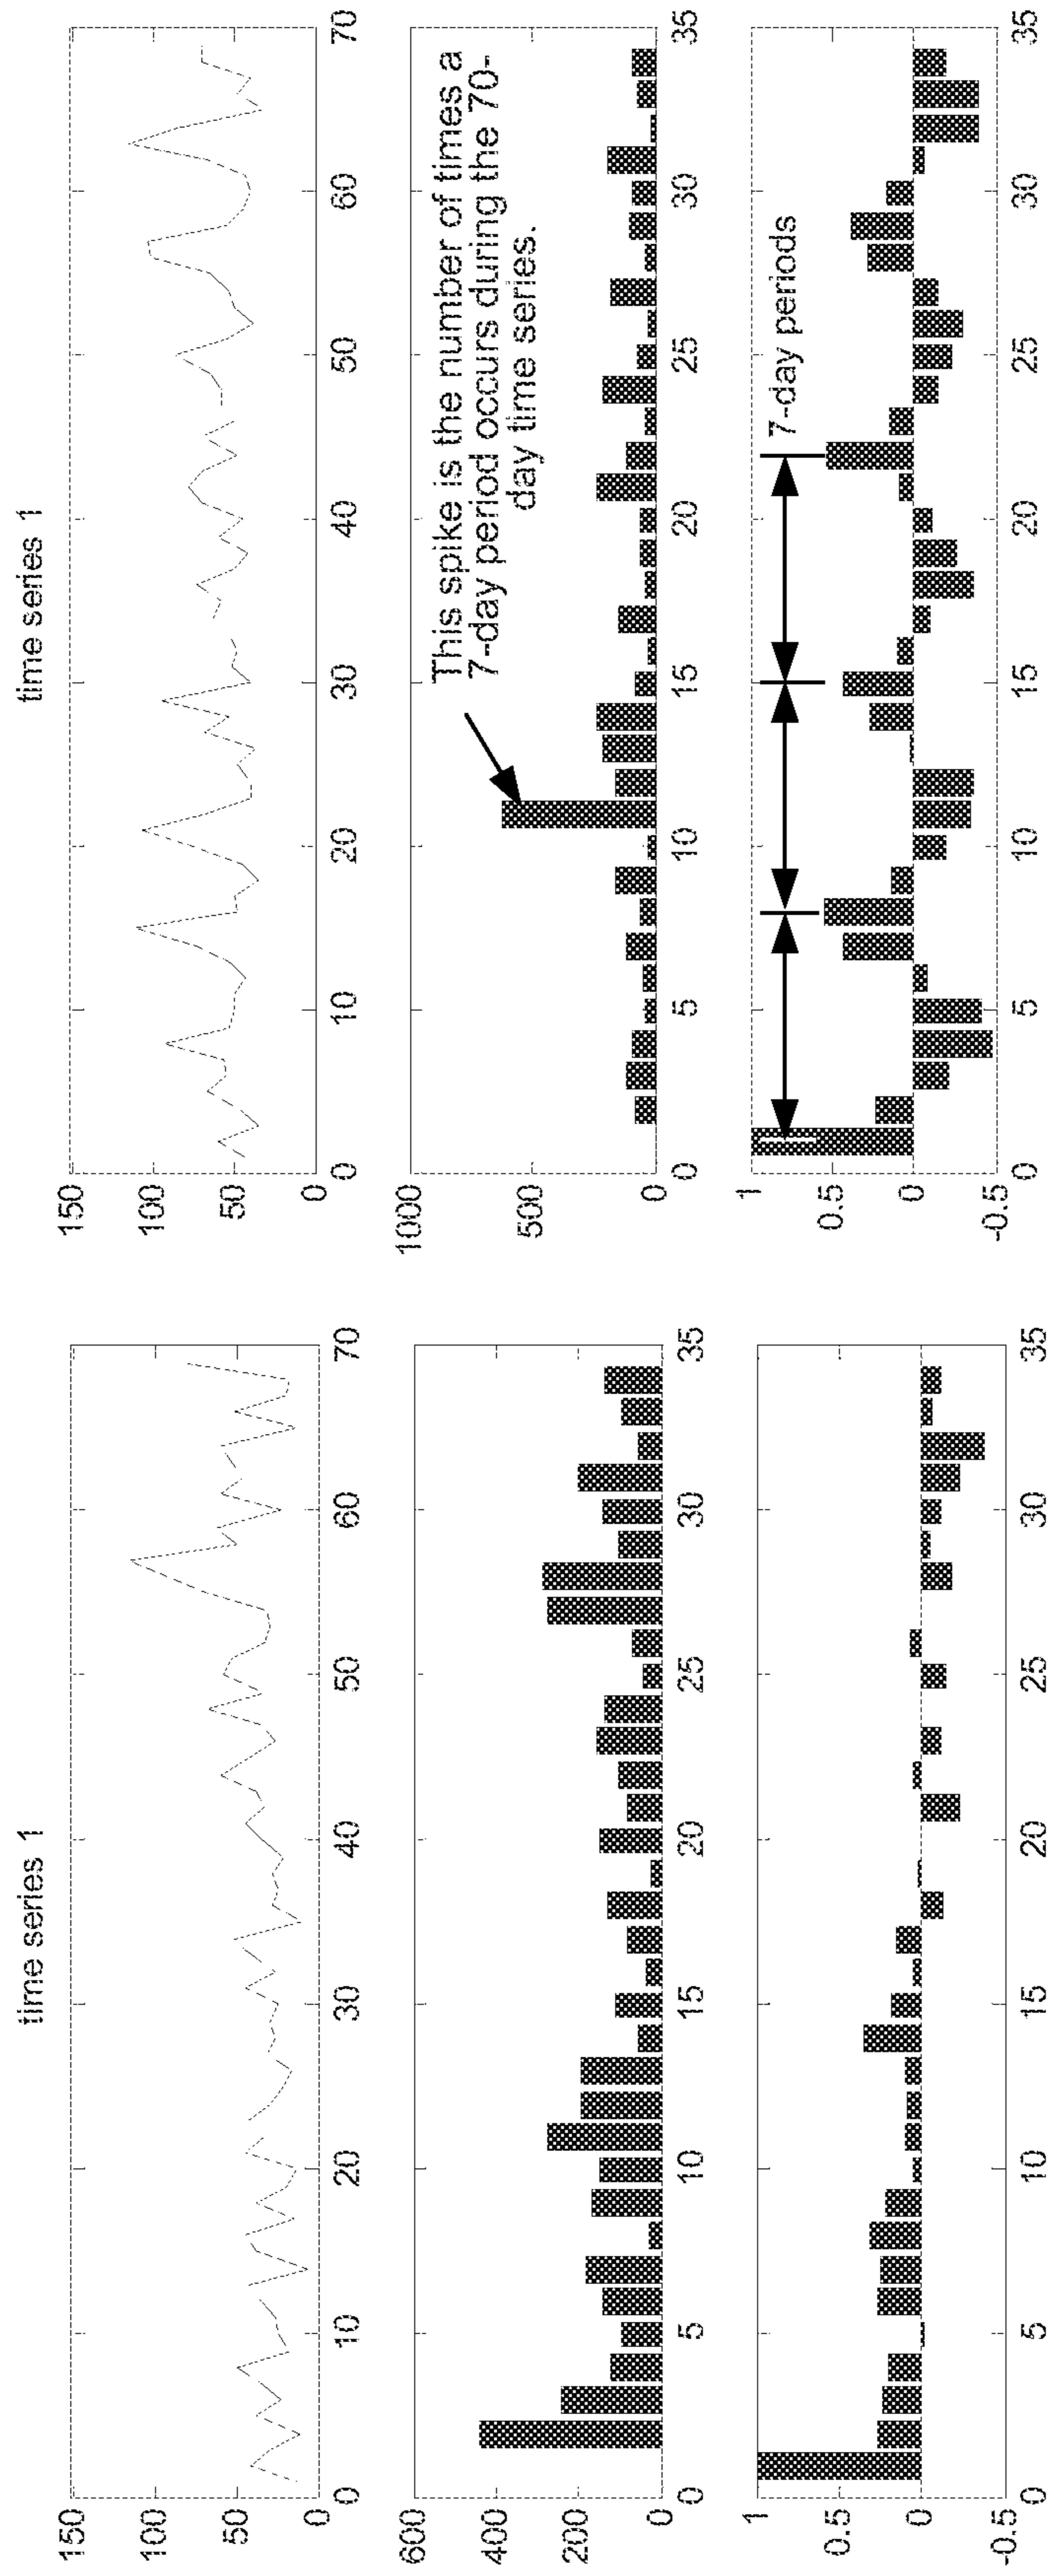 time series 1
150
100
50
0
0 10 20 30 40 50 60 70
600
400
200
0
0 5 10 15 20 25 30 35
1
0.5
0
-0.5
0 5 10 15 20 25 30 35
time series 1
150
100
50
0
0 10 20 30 40 50 60 70
1000
500
0
This spike is the number of times a
7-day period occurs during the 70-
day time series.
0 5 10 15 20 25 30 35
1
0.5
0
-0.5
7-day periods
0 5 10 15 20 25 30 35